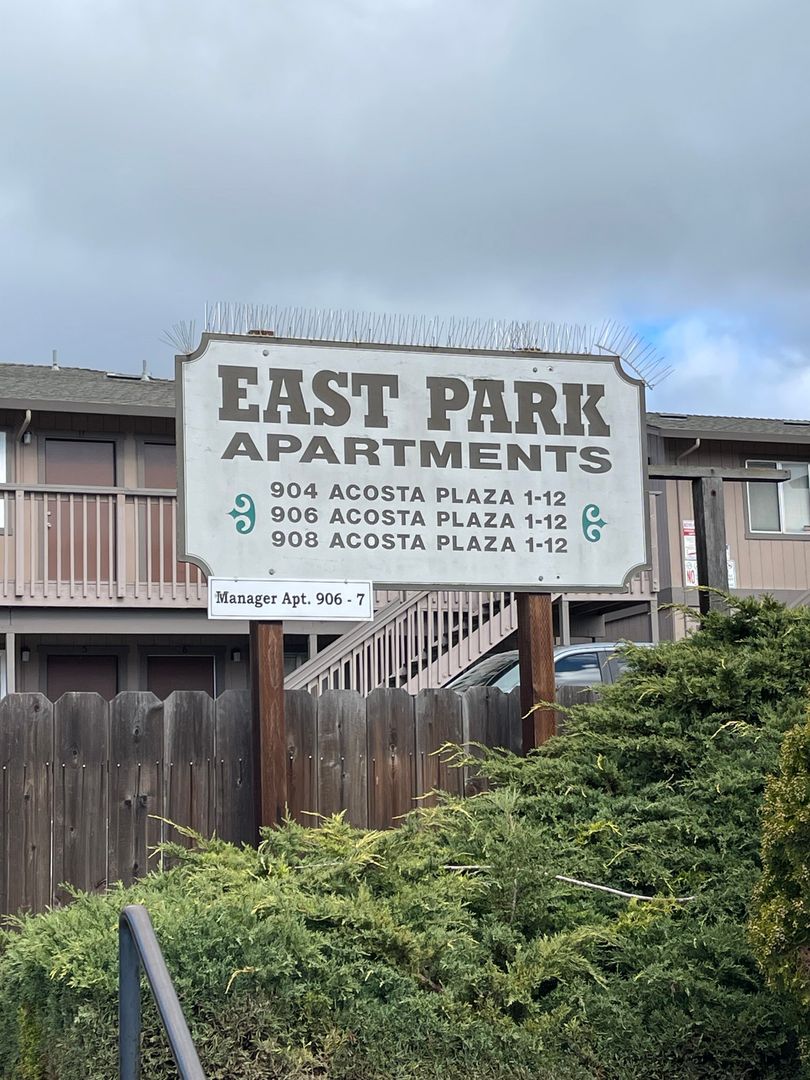 EAST PARK
APARTMENTS
904 ACOSTA PLAZA 1-12
906 ACOSTA PLAZA 1-12
908 ACOSTA PLAZA 1-12
Manager Apt. 906 - 7
NO